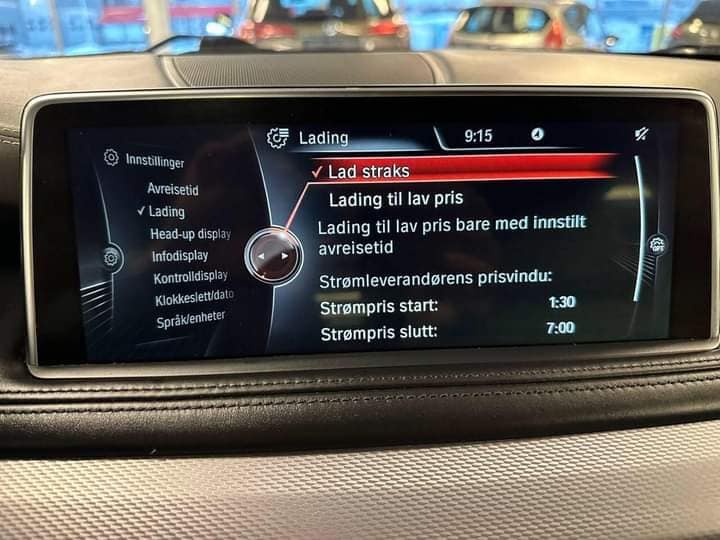 Lading
9:15
Innstillinger
Avreisetid
Lading
Head-up display
Infodisplay
Kontrolldisplay
Klokkeslett/dato
Språk/enheter
Lad straks
Lading til lav pris
Lading til lav pris bare med innstilt
avreisetid
Strømleverandørens prisvindu:
Strømpris start: 1:30
Strømpris slutt: 7:00
OFF